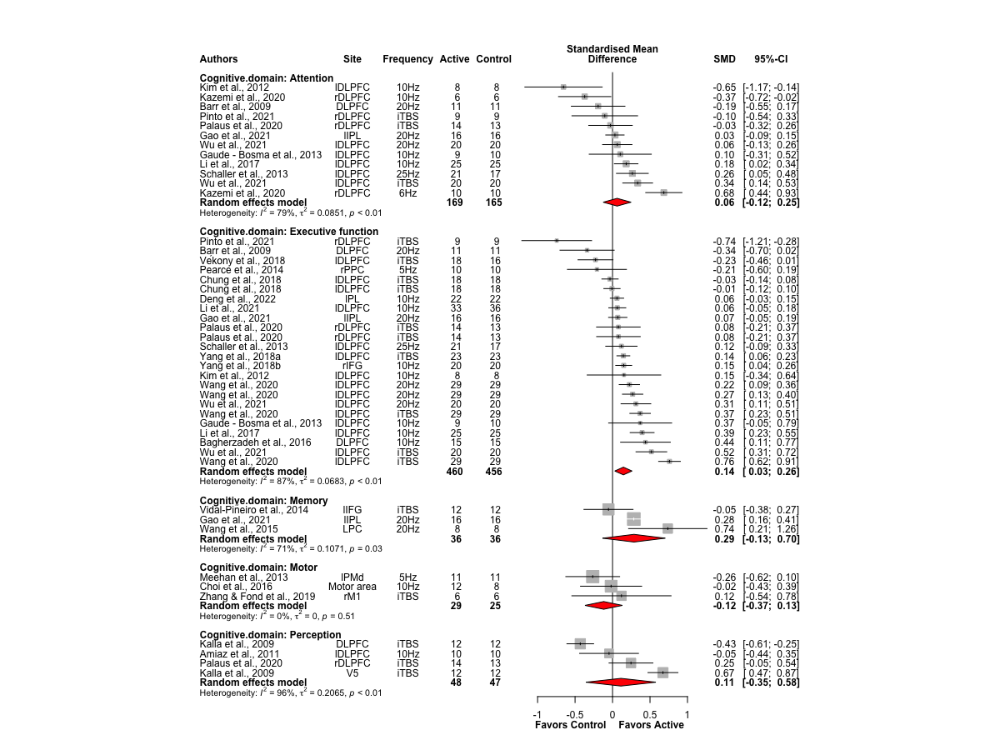 Standardised Mean
Authors Site Frequency Active Control Difference SMD 95%-CI
Cognitive.domain: Attention
Kim et al., 2012 lDLPFC 10Hz 8 8 -0.65 [-1.17; -0.14]
Kazemi et al., 2020 rDLPFC 10Hz 6 6 -0.37 [-0.72; -0.02]
Barr et al., 2009 DLPFC 20Hz 11 11 -0.19 [-0.55; 0.17]
Pinto et al., 2021 rDLPFC iTBS 9 9 -0.10 [-0.54; 0.33]
Palaus et al., 2020 rDLPFC iTBS 14 13 -0.03 [-0.32; 0.26]
Gao et al., 2021 lIPL 20Hz 16 16 0.03 [-0.09; 0.15]
Wu et al., 2021 lDLPFC 20Hz 20 20 0.06 [-0.13; 0.26]
Gaude - Bosma et al., 2013 lDLPFC 10Hz 9 10 0.10 [-0.31; 0.52]
Li et al., 2017 lDLPFC 10Hz 25 25 0.18 [ 0.02; 0.34]
Schaller et al., 2013 lDLPFC 25Hz 21 17 0.26 [ 0.05; 0.48]
Wu et al., 2021 lDLPFC iTBS 20 20 0.34 [ 0.14; 0.53]
Kazemi et al., 2020 rDLPFC 6Hz 10 10 0.68 [ 0.44; 0.93]
Random effects model 169 165 0.06 [-0.12; 0.25]
Heterogeneity: I² = 79%, τ² = 0.0851, p < 0.01
Cognitive.domain: Executive function
Pinto et al., 2021 rDLPFC iTBS 9 9 -0.74 [-1.21; -0.28]
Barr et al., 2009 DLPFC 20Hz 11 11 -0.34 [-0.70; 0.02]
Vekony et al., 2018 lDLPFC iTBS 18 16 -0.23 [-0.46; 0.01]
Pearce et al., 2014 rPPC 5Hz 10 10 -0.21 [-0.60; 0.19]
Chung et al., 2018 lDLPFC iTBS 18 18 -0.03 [-0.14; 0.08]
Chung et al., 2018 lDLPFC iTBS 18 18 -0.01 [-0.12; 0.10]
Deng et al., 2022 lPL 10Hz 22 22 0.06 [-0.03; 0.15]
Li et al., 2021 lDLPFC 10Hz 33 36 0.06 [-0.05; 0.18]
Gao et al., 2021 lIPL 20Hz 16 16 0.07 [-0.05; 0.19]
Palaus et al., 2020 rDLPFC iTBS 14 13 0.08 [-0.21; 0.37]
Palaus et al., 2020 rDLPFC iTBS 14 13 0.08 [-0.21; 0.37]
Schaller et al., 2013 lDLPFC 25Hz 21 17 0.12 [-0.09; 0.33]
Yang et al., 2018a lDLPFC iTBS 23 23 0.14 [ 0.06; 0.23]
Yang et al., 2018b rIFG 10Hz 20 20 0.15 [ 0.04; 0.26]
Kim et al., 2012 lDLPFC 10Hz 8 8 0.15 [-0.34; 0.64]
Wang et al., 2020 lDLPFC 20Hz 29 29 0.22 [ 0.09; 0.36]
Wang et al., 2020 lDLPFC 20Hz 29 29 0.27 [ 0.13; 0.40]
Wu et al., 2021 lDLPFC 20Hz 20 20 0.31 [ 0.11; 0.51]
Wang et al., 2020 lDLPFC iTBS 29 29 0.37 [ 0.23; 0.51]
Gaude - Bosma et al., 2013 lDLPFC 10Hz 9 10 0.37 [-0.05; 0.79]
Li et al., 2017 lDLPFC 10Hz 25 25 0.39 [ 0.23; 0.55]
Bagherzadeh et al., 2016 DLPFC 10Hz 15 15 0.44 [ 0.11; 0.77]
Wu et al., 2021 lDLPFC iTBS 20 20 0.52 [ 0.31; 0.72]
Wang et al., 2020 lDLPFC iTBS 29 29 0.76 [ 0.62; 0.91]
Random effects model 460 456 0.14 [ 0.03; 0.26]
Heterogeneity: I² = 87%, τ² = 0.0683, p < 0.01
Cognitive.domain: Memory
Vidal-Pineiro et al., 2014 lIFG iTBS 12 12 -0.05 [-0.38; 0.27]
Gao et al., 2021 lIPL 20Hz 16 16 0.28 [ 0.16; 0.41]
Wang et al., 2015 LPC 20Hz 8 8 0.74 [ 0.21; 1.26]
Random effects model 36 36 0.29 [-0.13; 0.70]
Heterogeneity: I² = 71%, τ² = 0.1071, p = 0.03
Cognitive.domain: Motor
Meehan et al., 2013 lPMd 5Hz 11 11 -0.26 [-0.62; 0.10]
Choi et al., 2016 Motor area 10Hz 12 8 -0.02 [-0.43; 0.39]
Zhang & Fond et al., 2019 rM1 iTBS 6 6 0.12 [-0.54; 0.78]
Random effects model 29 25 -0.12 [-0.37; 0.13]
Heterogeneity: I² = 0%, τ² = 0, p = 0.51
Cognitive.domain: Perception
Kalla et al., 2009 DLPFC iTBS 12 12 -0.43 [-0.61; -0.25]
Amiaz et al., 2011 lDLPFC 10Hz 10 10 -0.05 [-0.44; 0.35]
Palaus et al., 2020 rDLPFC iTBS 14 13 0.25 [-0.05; 0.54]
Kalla et al., 2009 V5 iTBS 12 12 0.67 [ 0.47; 0.87]
Random effects model 48 47 0.11 [-0.35; 0.58]
Heterogeneity: I² = 96%, τ² = 0.2065, p < 0.01
-1 -0.5 0 0.5 1
Favors Control Favors Active